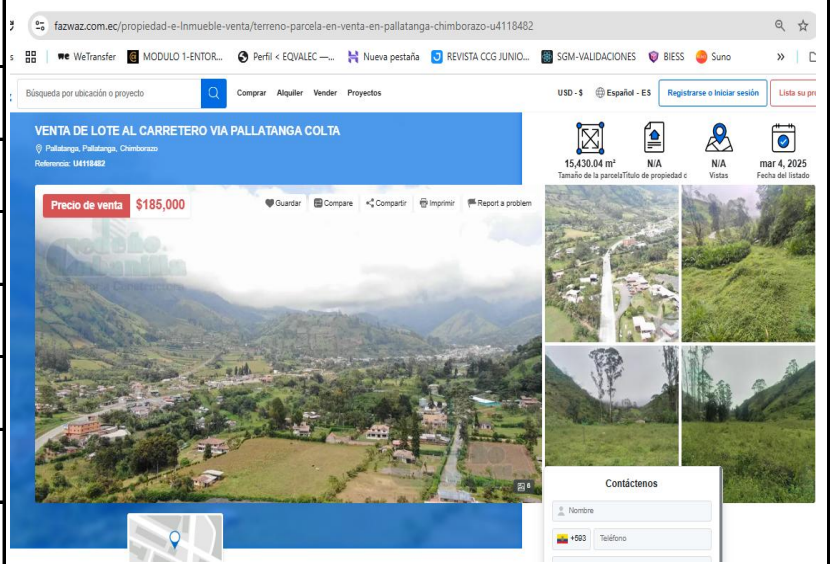 fazwaz.com.ec/propiedad-e-Inmueble-venta/terreno-parcela-en-venta-en-pallatanga-chimborazo-u4118482
s WeTransfer MODULO 1-ENTOR... Perfil < EQVALEC —... Nueva pestaña REVISTA CCG JUNIO... SGM-VALIDACIONES BIESS Suno »
Búsqueda por ubicación o proyecto Comprar Alquiler Vender Proyectos USD - $ Español - ES Registrarse o Iniciar sesión Lista su pro
VENTA DE LOTE AL CARRETERO VIA PALLATANGA COLTA
Pallatanga, Pallatanga, Chimborazo
Referencia: U4118482
15,430.04 m² N/A N/A mar 4, 2025
Tamaño de la parcela Título de propiedad d Vistas Fecha del listado
Precio de venta $185,000 Guardar Compare Compartir Imprimir Report a problem
8
Contáctenos
Nombre
+593 Teléfono